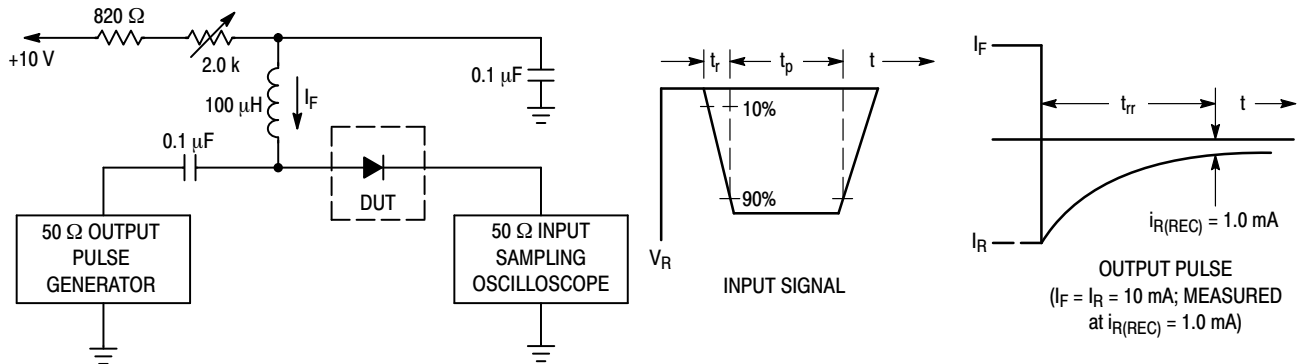 820 Ω
+10 V
2.0 k
100 µH
I_F
0.1 µF
0.1 µF
DUT
50 Ω OUTPUT
PULSE
GENERATOR
50 Ω INPUT
SAMPLING
OSCILLOSCOPE
t_r
t_p
t
10%
90%
V_R
INPUT SIGNAL
I_F
t_rr
t
I_R
i_R(REC) = 1.0 mA
OUTPUT PULSE
(I_F = I_R = 10 mA; MEASURED
at i_R(REC) = 1.0 mA)